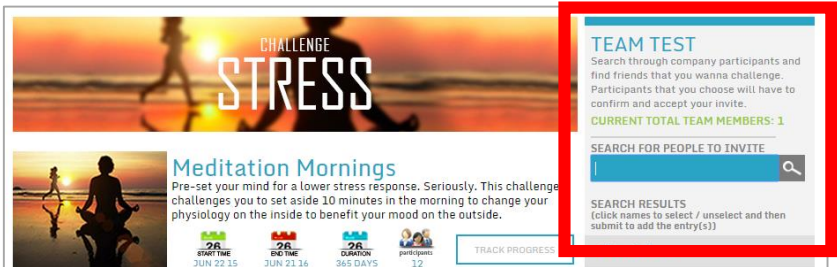 CHALLENGE
STRESS
Meditation Mornings
Pre-set your mind for a lower stress response. Seriously. This challenge
challenges you to set aside 10 minutes in the morning to change your
physiology on the inside to benefit your mood on the outside.
26
START TIME
JUN 22 15
26
END TIME
JUN 21 16
26
DURATION
365 DAYS
participants
12
TRACK PROGRESS
TEAM TEST
Search through company participants and
find friends that you wanna challenge.
Participants that you choose will have to
confirm and accept your invite.
CURRENT TOTAL TEAM MEMBERS: 1
SEARCH FOR PEOPLE TO INVITE
SEARCH RESULTS
(click names to select / unselect and then
submit to add the entry(s))